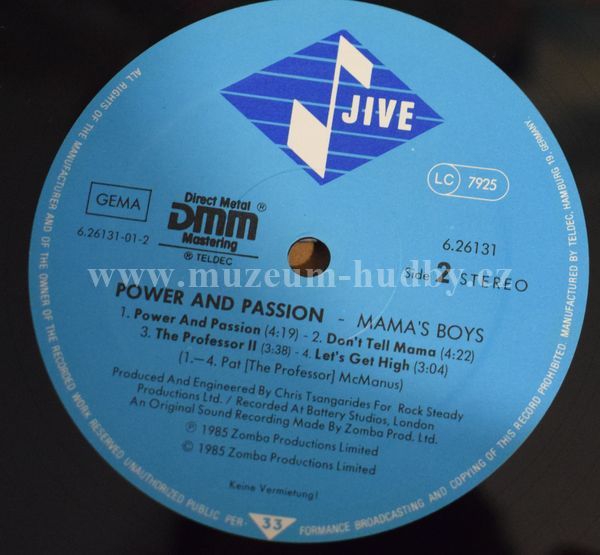 JIVE
LC 7925
GEMA
6.26131-01-2
Direct Metal ®
DMM
Mastering
® TELDEC
6.26131
Side 2 STEREO
www.muzeum-hudby.cz
POWER AND PASSION - MAMA'S BOYS
1. Power And Passion (4:19) - 2. Don't Tell Mama (4:22)
3. The Professor II (3:38) - 4. Let's Get High (3:04)
(1.—4. Pat [The Professor] McManus)
Produced And Engineered By Chris Tsangarides For Rock Steady
Productions Ltd. / Recorded At Battery Studios, London
An Original Sound Recording Made By Zomba Prod. Ltd.
℗ 1985 Zomba Productions Limited
© 1985 Zomba Productions Limited
Keine Vermietung!
ALL RIGHTS OF THE MANUFACTURER AND OF THE OWNER OF THE RECORDED WORK RESERVED UNAUTHORIZED PUBLIC PER- 33 FORMANCE BROADCASTING AND COPYING OF THIS RECORD PROHIBITED. MANUFACTURED BY TELDEC, HAMBURG 19, GERMANY.